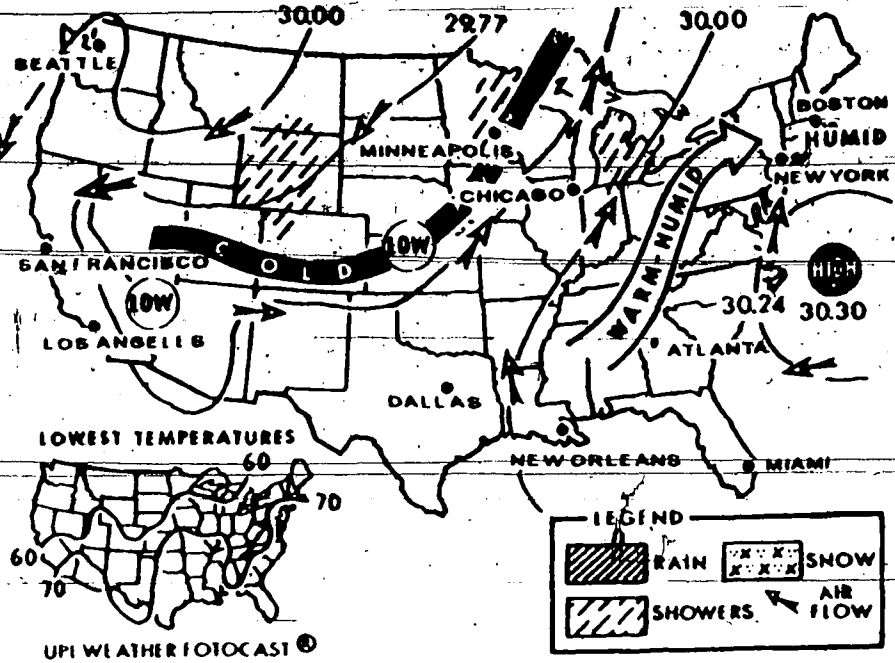 30.00
29.77
30.00
SEATTLE
BOSTON
HUMID
MINNEAPOLIS
NEW YORK
CHICAGO
COLD
LOW
WARM-HUMID
SAN FRANCISCO
HIGH
LOW
30.24
30.30
LOS ANGELES
ATLANTA
DALLAS
LOWEST TEMPERATURES
NEW ORLEANS
MIAMI
60
70
LEGEND
60
RAIN
SNOW
70
SHOWERS
AIR
FLOW
UPI WEATHER FOTOCAST ®